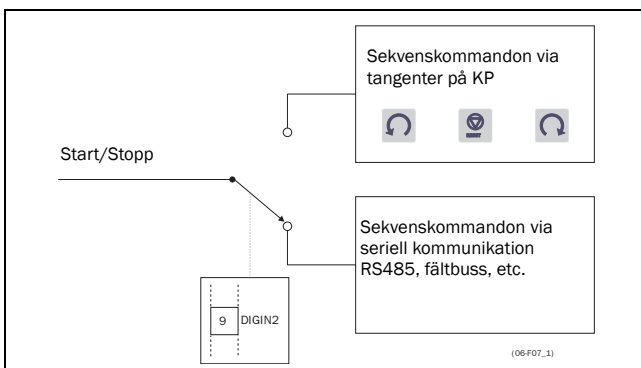 Sekvenskommandon via
tangenter på KP
Start/Stopp
Sekvenskommandon via
seriell kommunikation
RS485, fältbuss, etc.
9 DIGIN2
(06-F07_1)